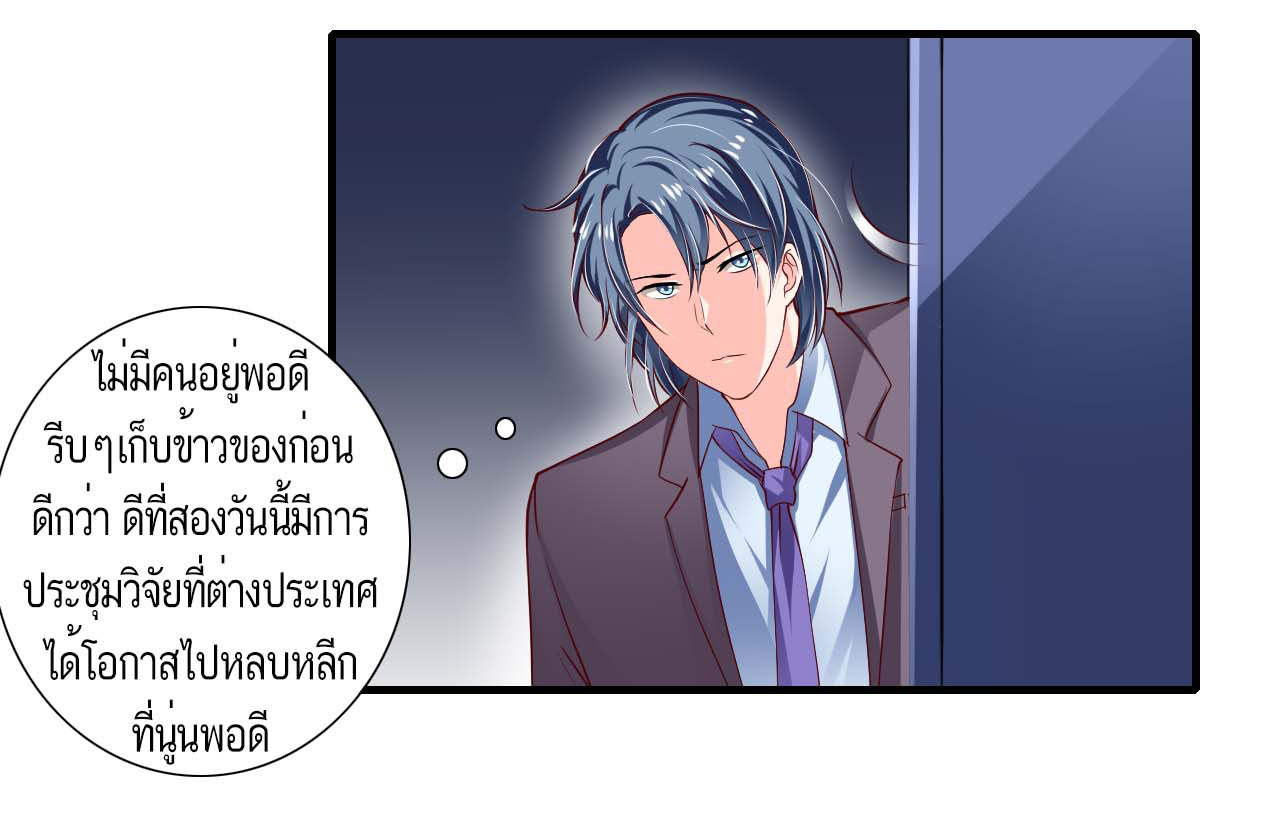 ไม่มีคนอยู่พอดี
รีบๆเก็บข้าวของก่อน
ดีกว่า ดีที่สองวันนี้มีการ
ประชุมวิจัยที่ต่างประเทศ
ได้โอกาสไปหลบหลีก
ที่นู่นพอดี